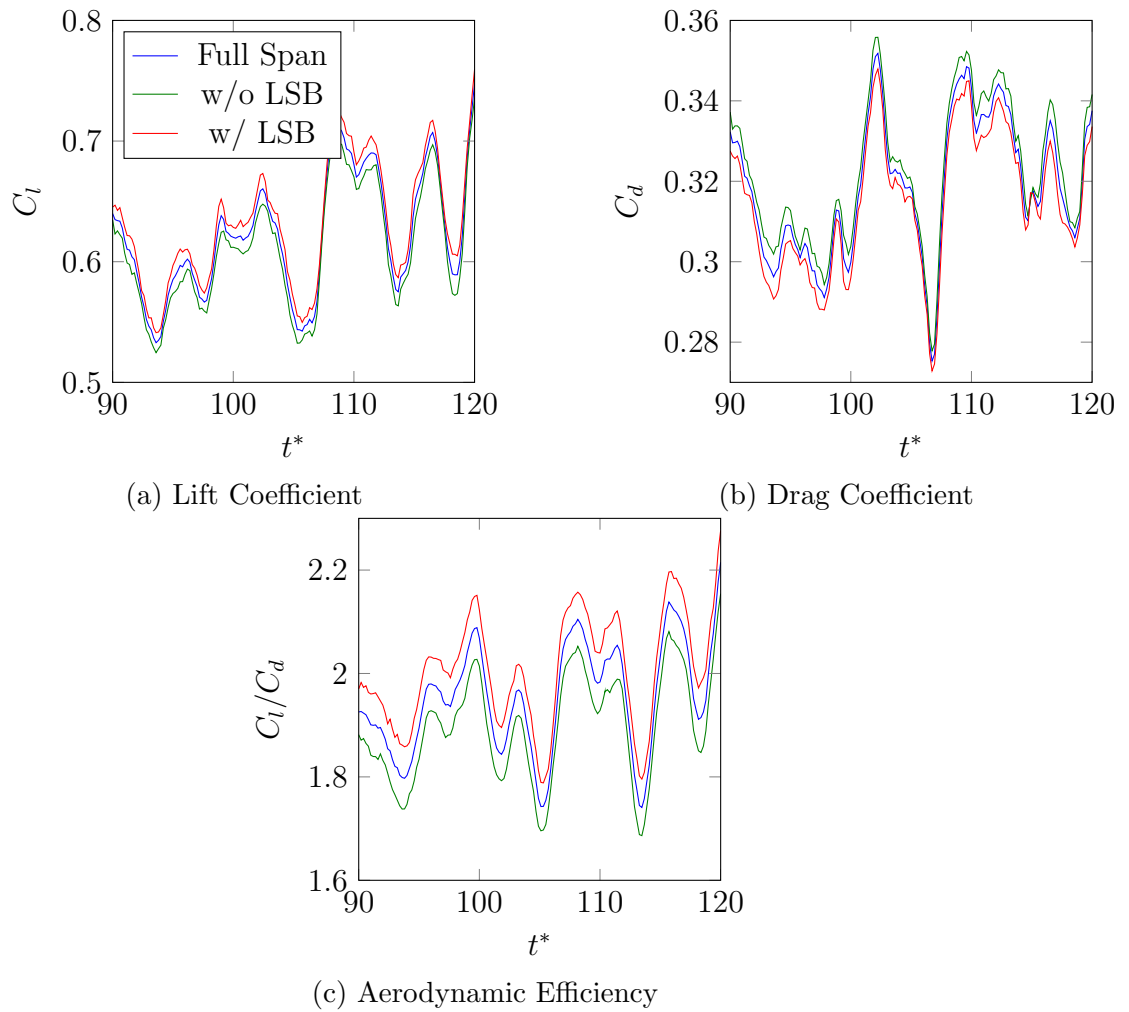 0.8
0.7
0.6
0.5
C_l
Full Span
w/o LSB
w/ LSB
90 100 110 120
t*
(a) Lift Coefficient
0.36
0.34
0.32
0.3
0.28
C_d
90 100 110 120
t*
(b) Drag Coefficient
2.2
2
1.8
1.6
C_l/C_d
90 100 110 120
t*
(c) Aerodynamic Efficiency